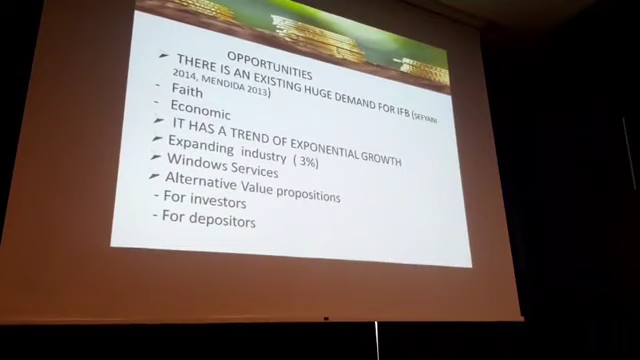 OPPORTUNITIES
THERE IS AN EXISTING HUGE DEMAND FOR IFB (SEFYANI
2014, MENDIDA 2013)
- Faith
- Economic
IT HAS A TREND OF EXPONENTIAL GROWTH
Expanding industry ( 3%)
Windows Services
Alternative Value propositions
- For investors
- For depositors